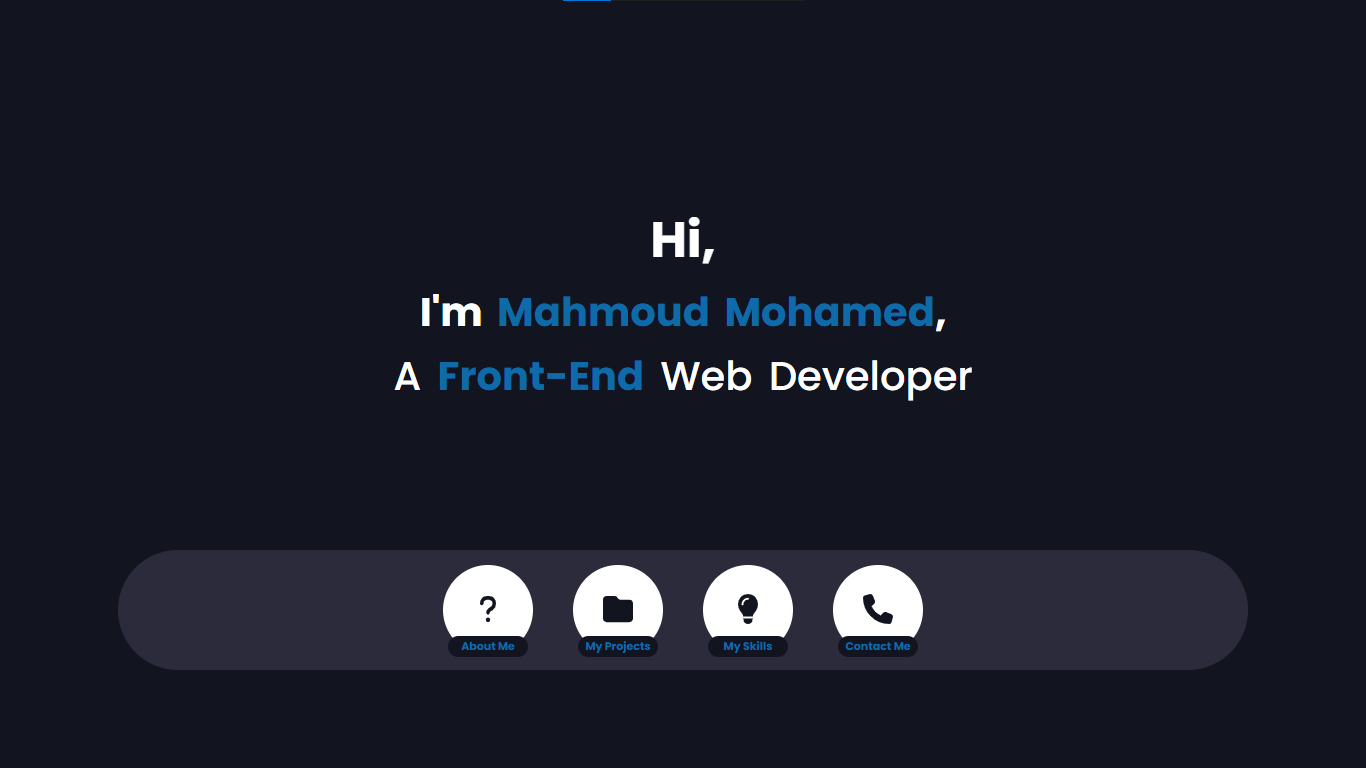 Hi,
I'm Mahmoud Mohamed,
A Front-End Web Developer
?
About Me
My Projects
My Skills
Contact Me